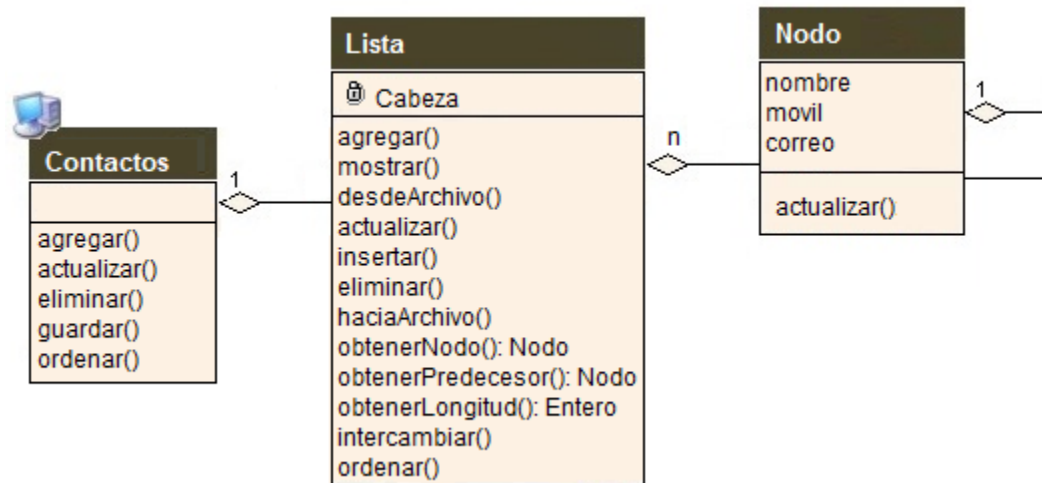 Contactos
agregar()
actualizar()
eliminar()
guardar()
ordenar()
1
Lista
Cabeza
agregar()
mostrar()
desdeArchivo()
actualizar()
insertar()
eliminar()
haciaArchivo()
obtenerNodo(): Nodo
obtenerPredecesor(): Nodo
obtenerLongitud(): Entero
intercambiar()
ordenar()
n
Nodo
nombre
movil
correo
actualizar()
1